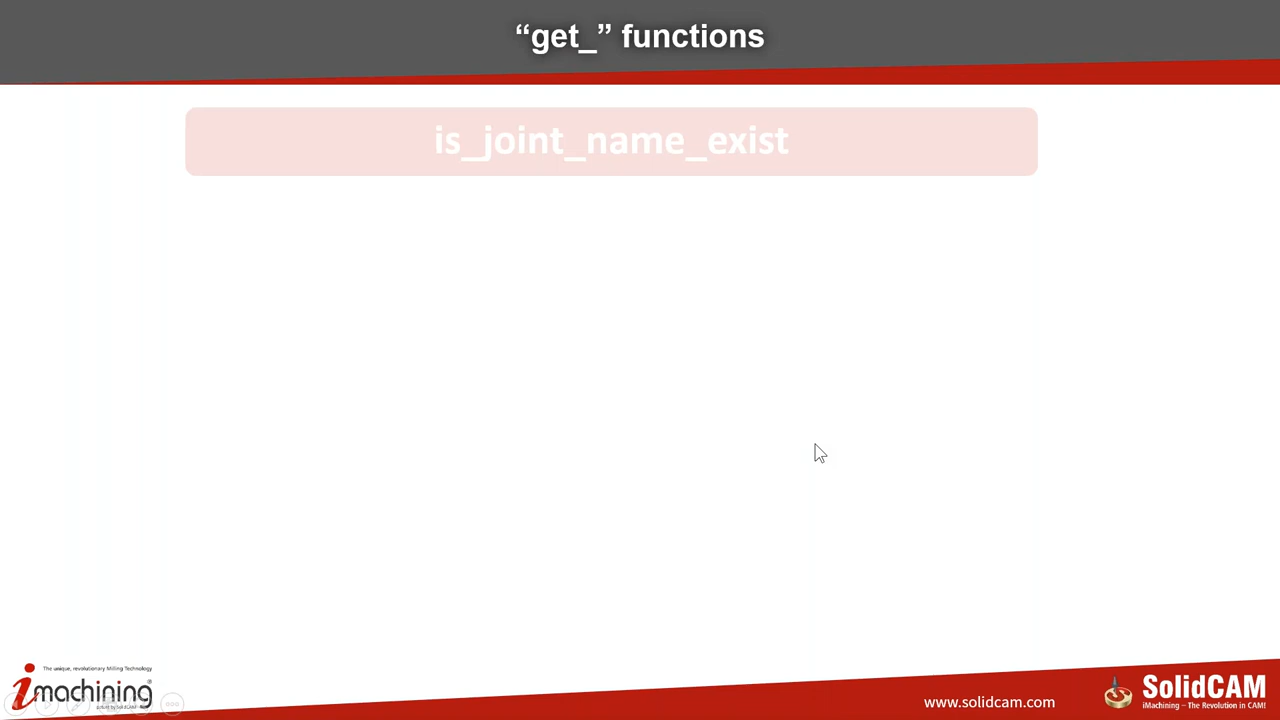 “get_” functions
is_joint_name_exist
The unique, revolutionary Milling Technology
imachining®
www.solidcam.com
SolidCAM
iMachining – The Revolution in CAM!